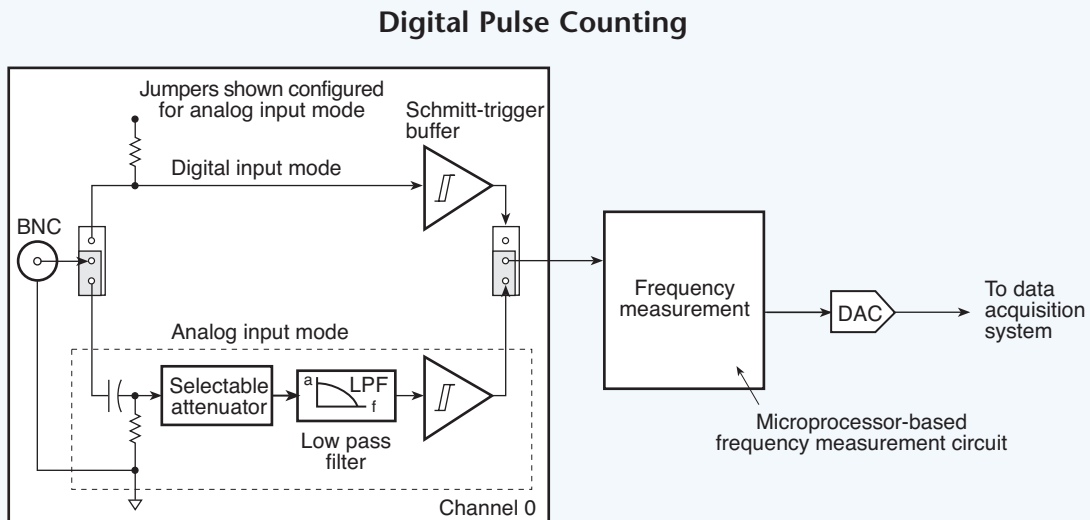 Digital Pulse Counting
Jumpers shown configured
for analog input mode
Schmitt-trigger
buffer
Digital input mode
BNC
Analog input mode
Selectable
attenuator
a
LPF
f
Low pass
filter
Channel 0
Frequency
measurement
DAC
To data
acquisition
system
Microprocessor-based
frequency measurement circuit